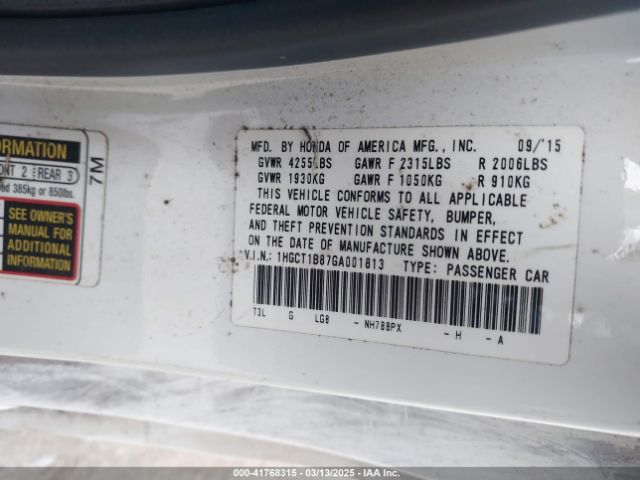 ORMATION
ONT 2 REAR 3
ed 385kg or 850lbs.
SEE OWNER'S
MANUAL FOR
ADDITIONAL
INFORMATION
7M
MFD. BY HONDA OF AMERICA MFG., INC. 09/'15
GVWR 4255LBS GAWR F 2315LBS R 2006LBS
GVWR 1930KG GAWR F 1050KG R 910KG
THIS VEHICLE CONFORMS TO ALL APPLICABLE
FEDERAL MOTOR VEHICLE SAFETY, BUMPER,
AND THEFT PREVENTION STANDARDS IN EFFECT
ON THE DATE OF MANUFACTURE SHOWN ABOVE.
V.I.N.: 1HGCT1B87GA001813 TYPE: PASSENGER CAR
T3L G LGB - NH788PX - H - A
000-41768315 - 03/13/2025 - IAA Inc.